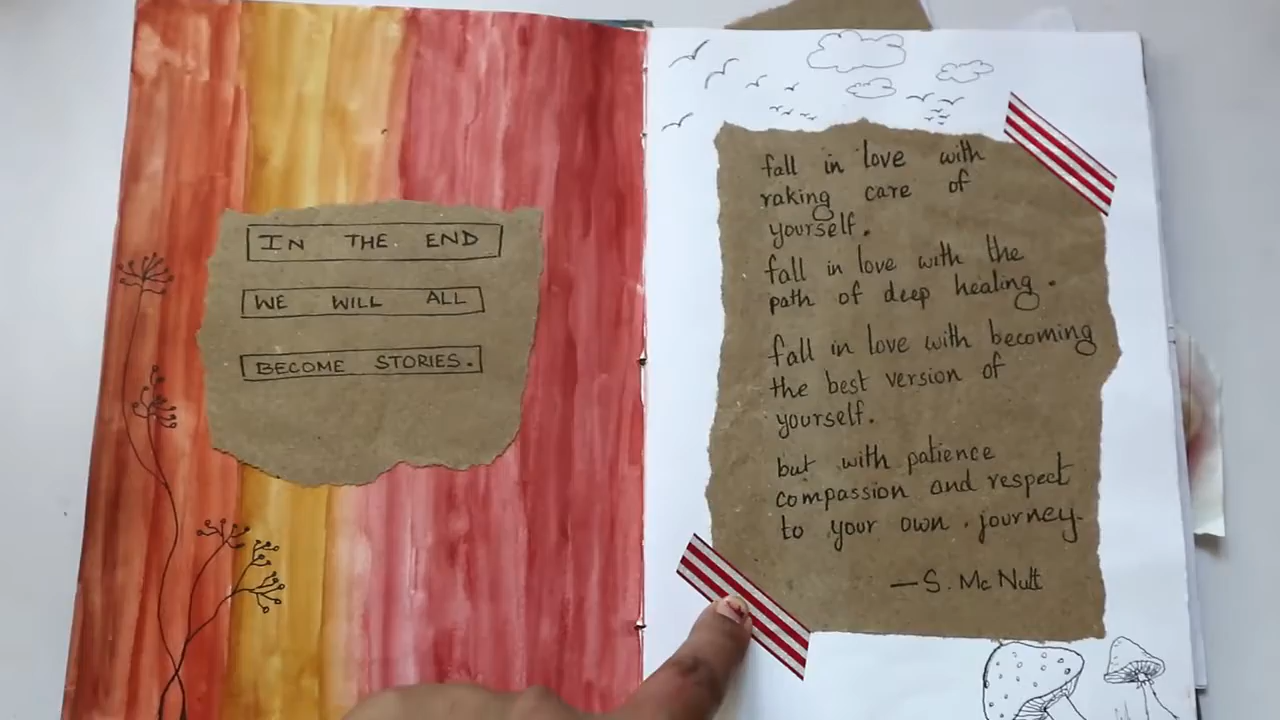 IN THE END
WE WILL ALL
BECOME STORIES.
fall in love with
raking care of
yourself.
fall in love with the
path of deep healing.
fall in love with becoming
the best version of
yourself.
but with patience
compassion and respect
to your own journey.
—S. Mc Nutt